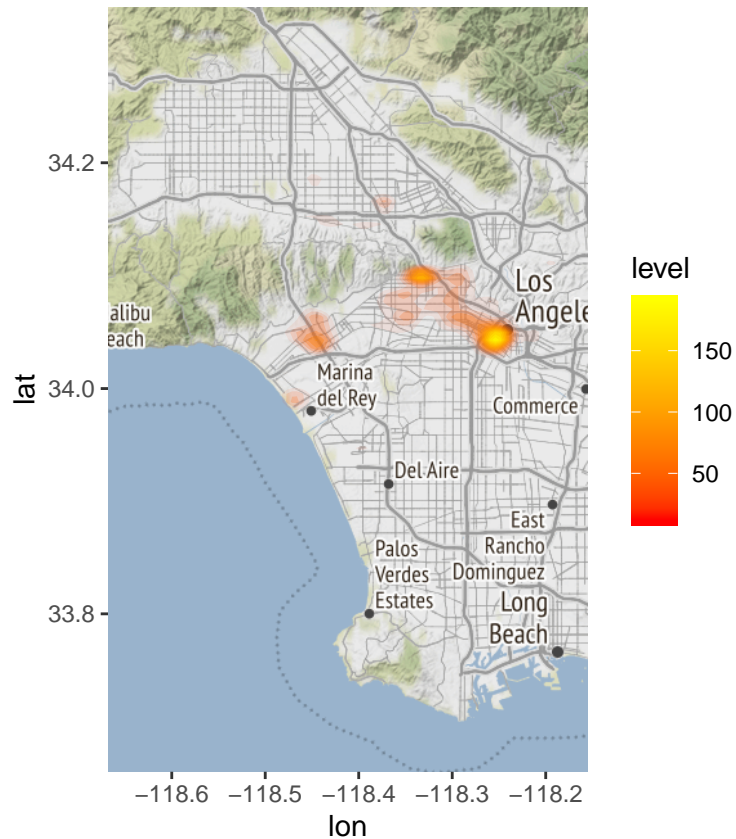 34.2
34.0
33.8
lat
Los
Angele
alibu
each
Marina
del Rey
Commerce
Del Aire
East
Rancho
Dominguez
Palos
Verdes
Estates
Long
Beach
−118.6
−118.5
−118.4
−118.3
−118.2
lon
level
150
100
50